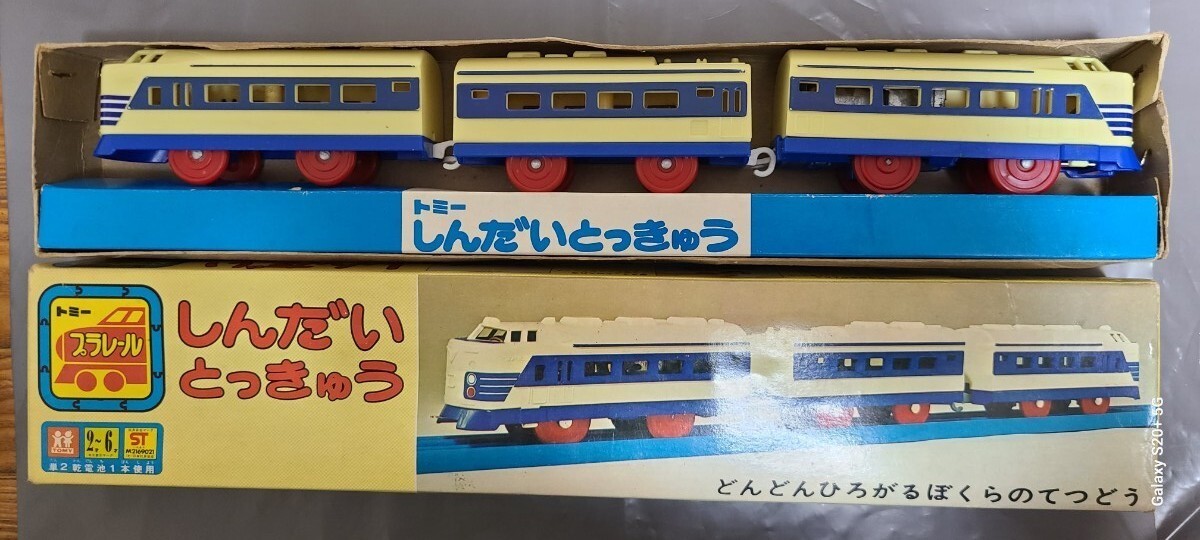 トミー
しんだいとっきゅう
トミー
プラレール
しんだい
とっきゅう
TOMY
2~6才
ST
M2169021
単2乾電池1本使用
どんどんひろがるぼくらのてつどう
Galaxy S20+ 5G